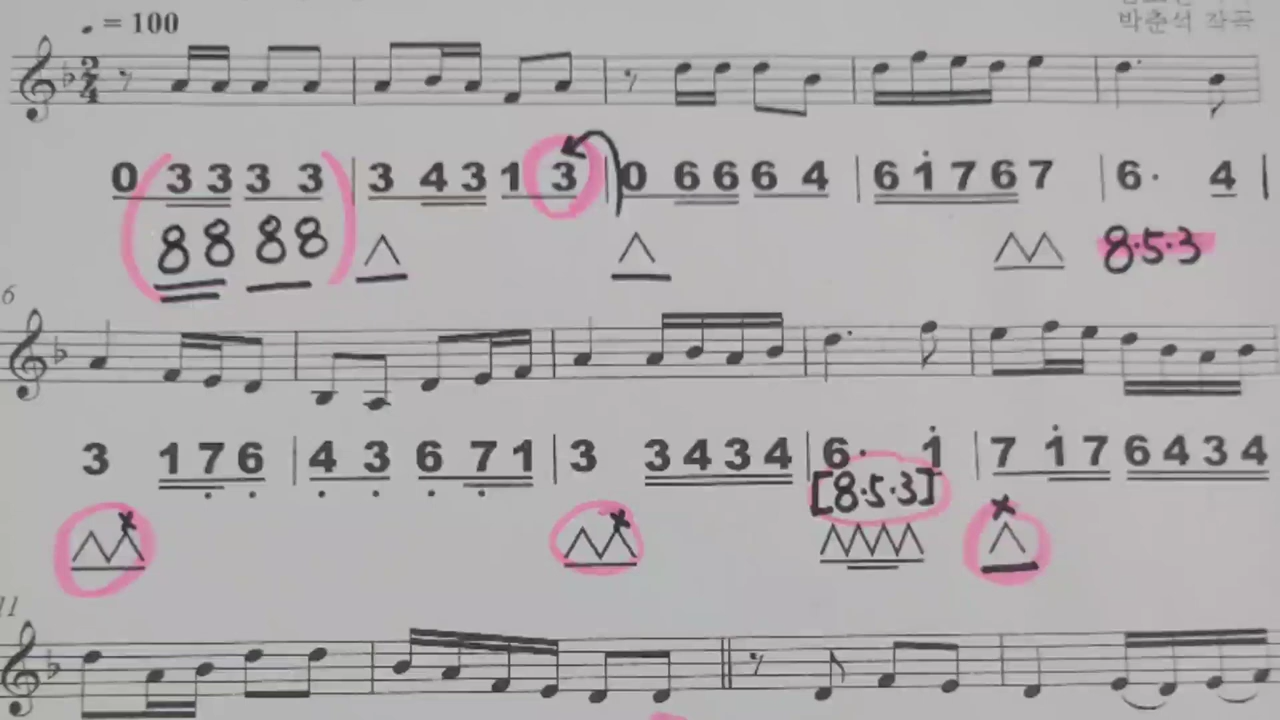 = 100
박춘석 작곡
2/4
0 3 3 3 3 | 3 4 3 1 3 | 0 6 6 6 4 | 6 1̇ 7 6 7 | 6 · 4 |
8 8 8 8
8·5·3
6
3 1 7̣ 6̣ | 4̣ 3̣ 6̣ 7̣ 1 | 3 3 4 3 4 | 6 · 1̇ | 7 1̇ 7 6 4 3 4
[8·5·3]
11